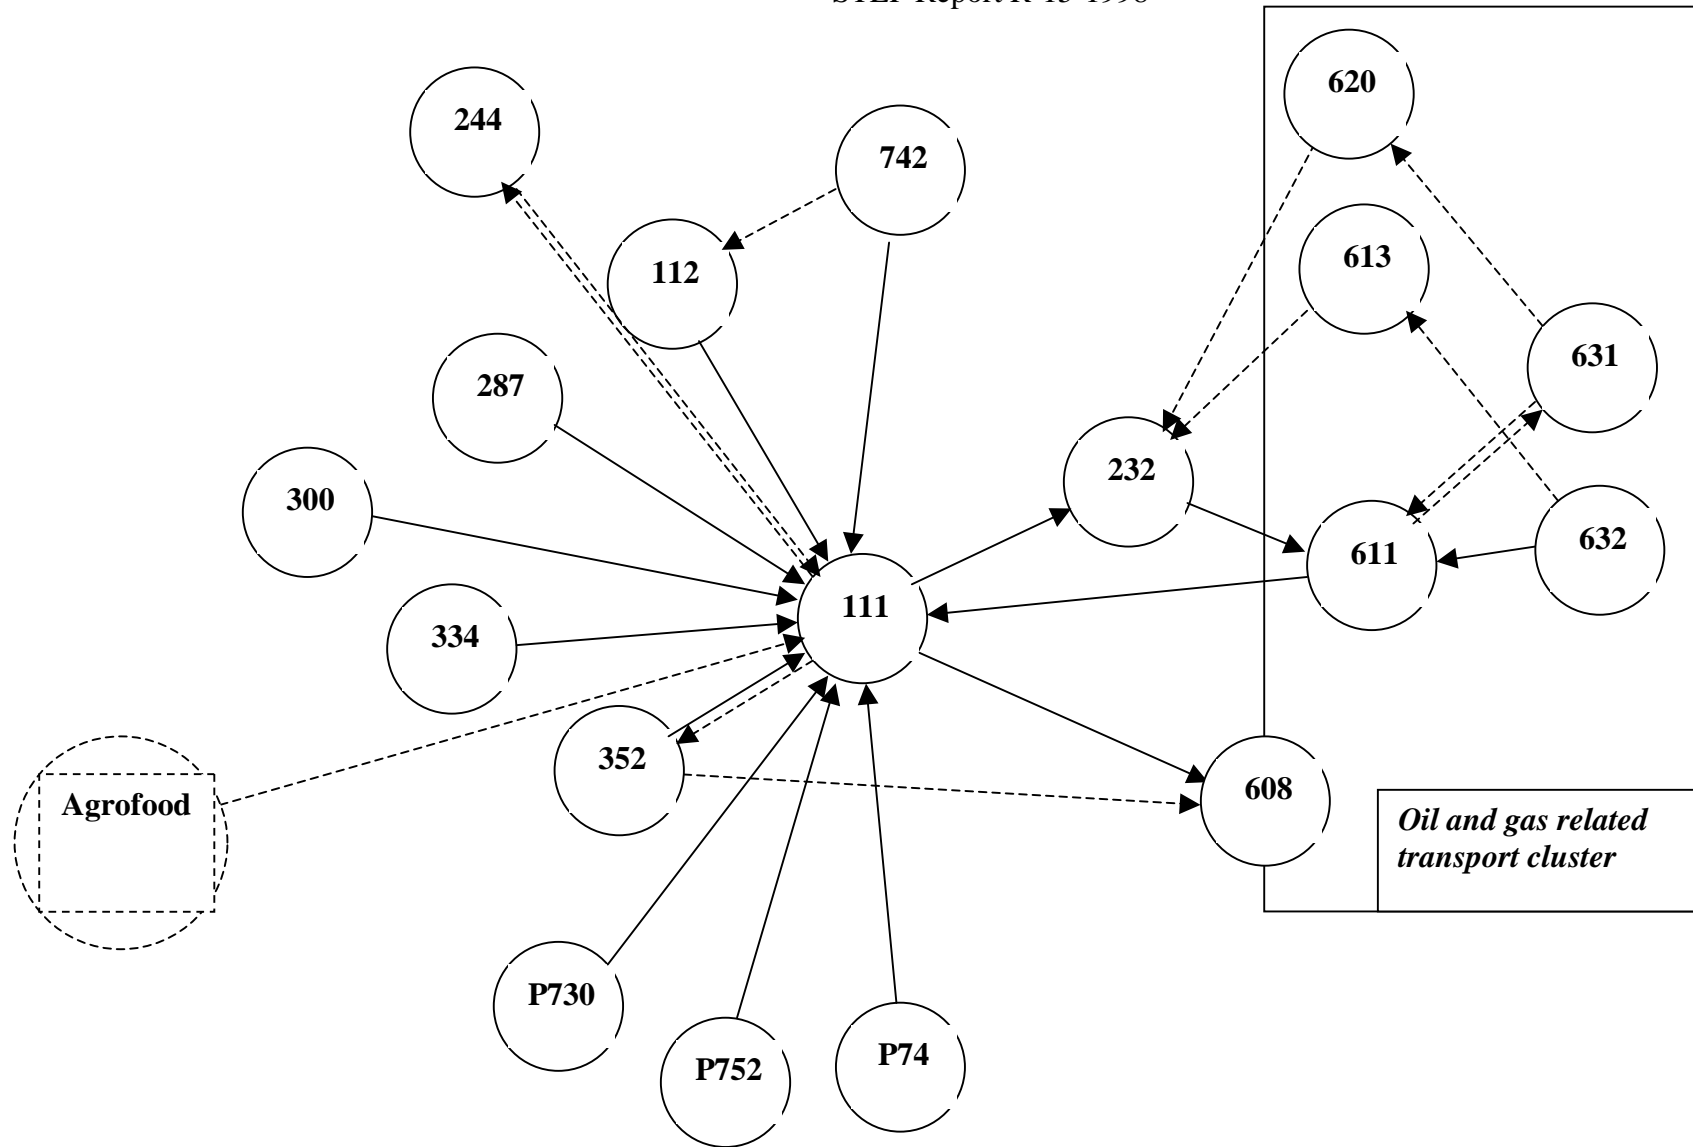 620
244
742
613
112
631
287
232
300
632
611
111
334
352
608
Agrofood
Oil and gas related
transport cluster
P730
P74
P752